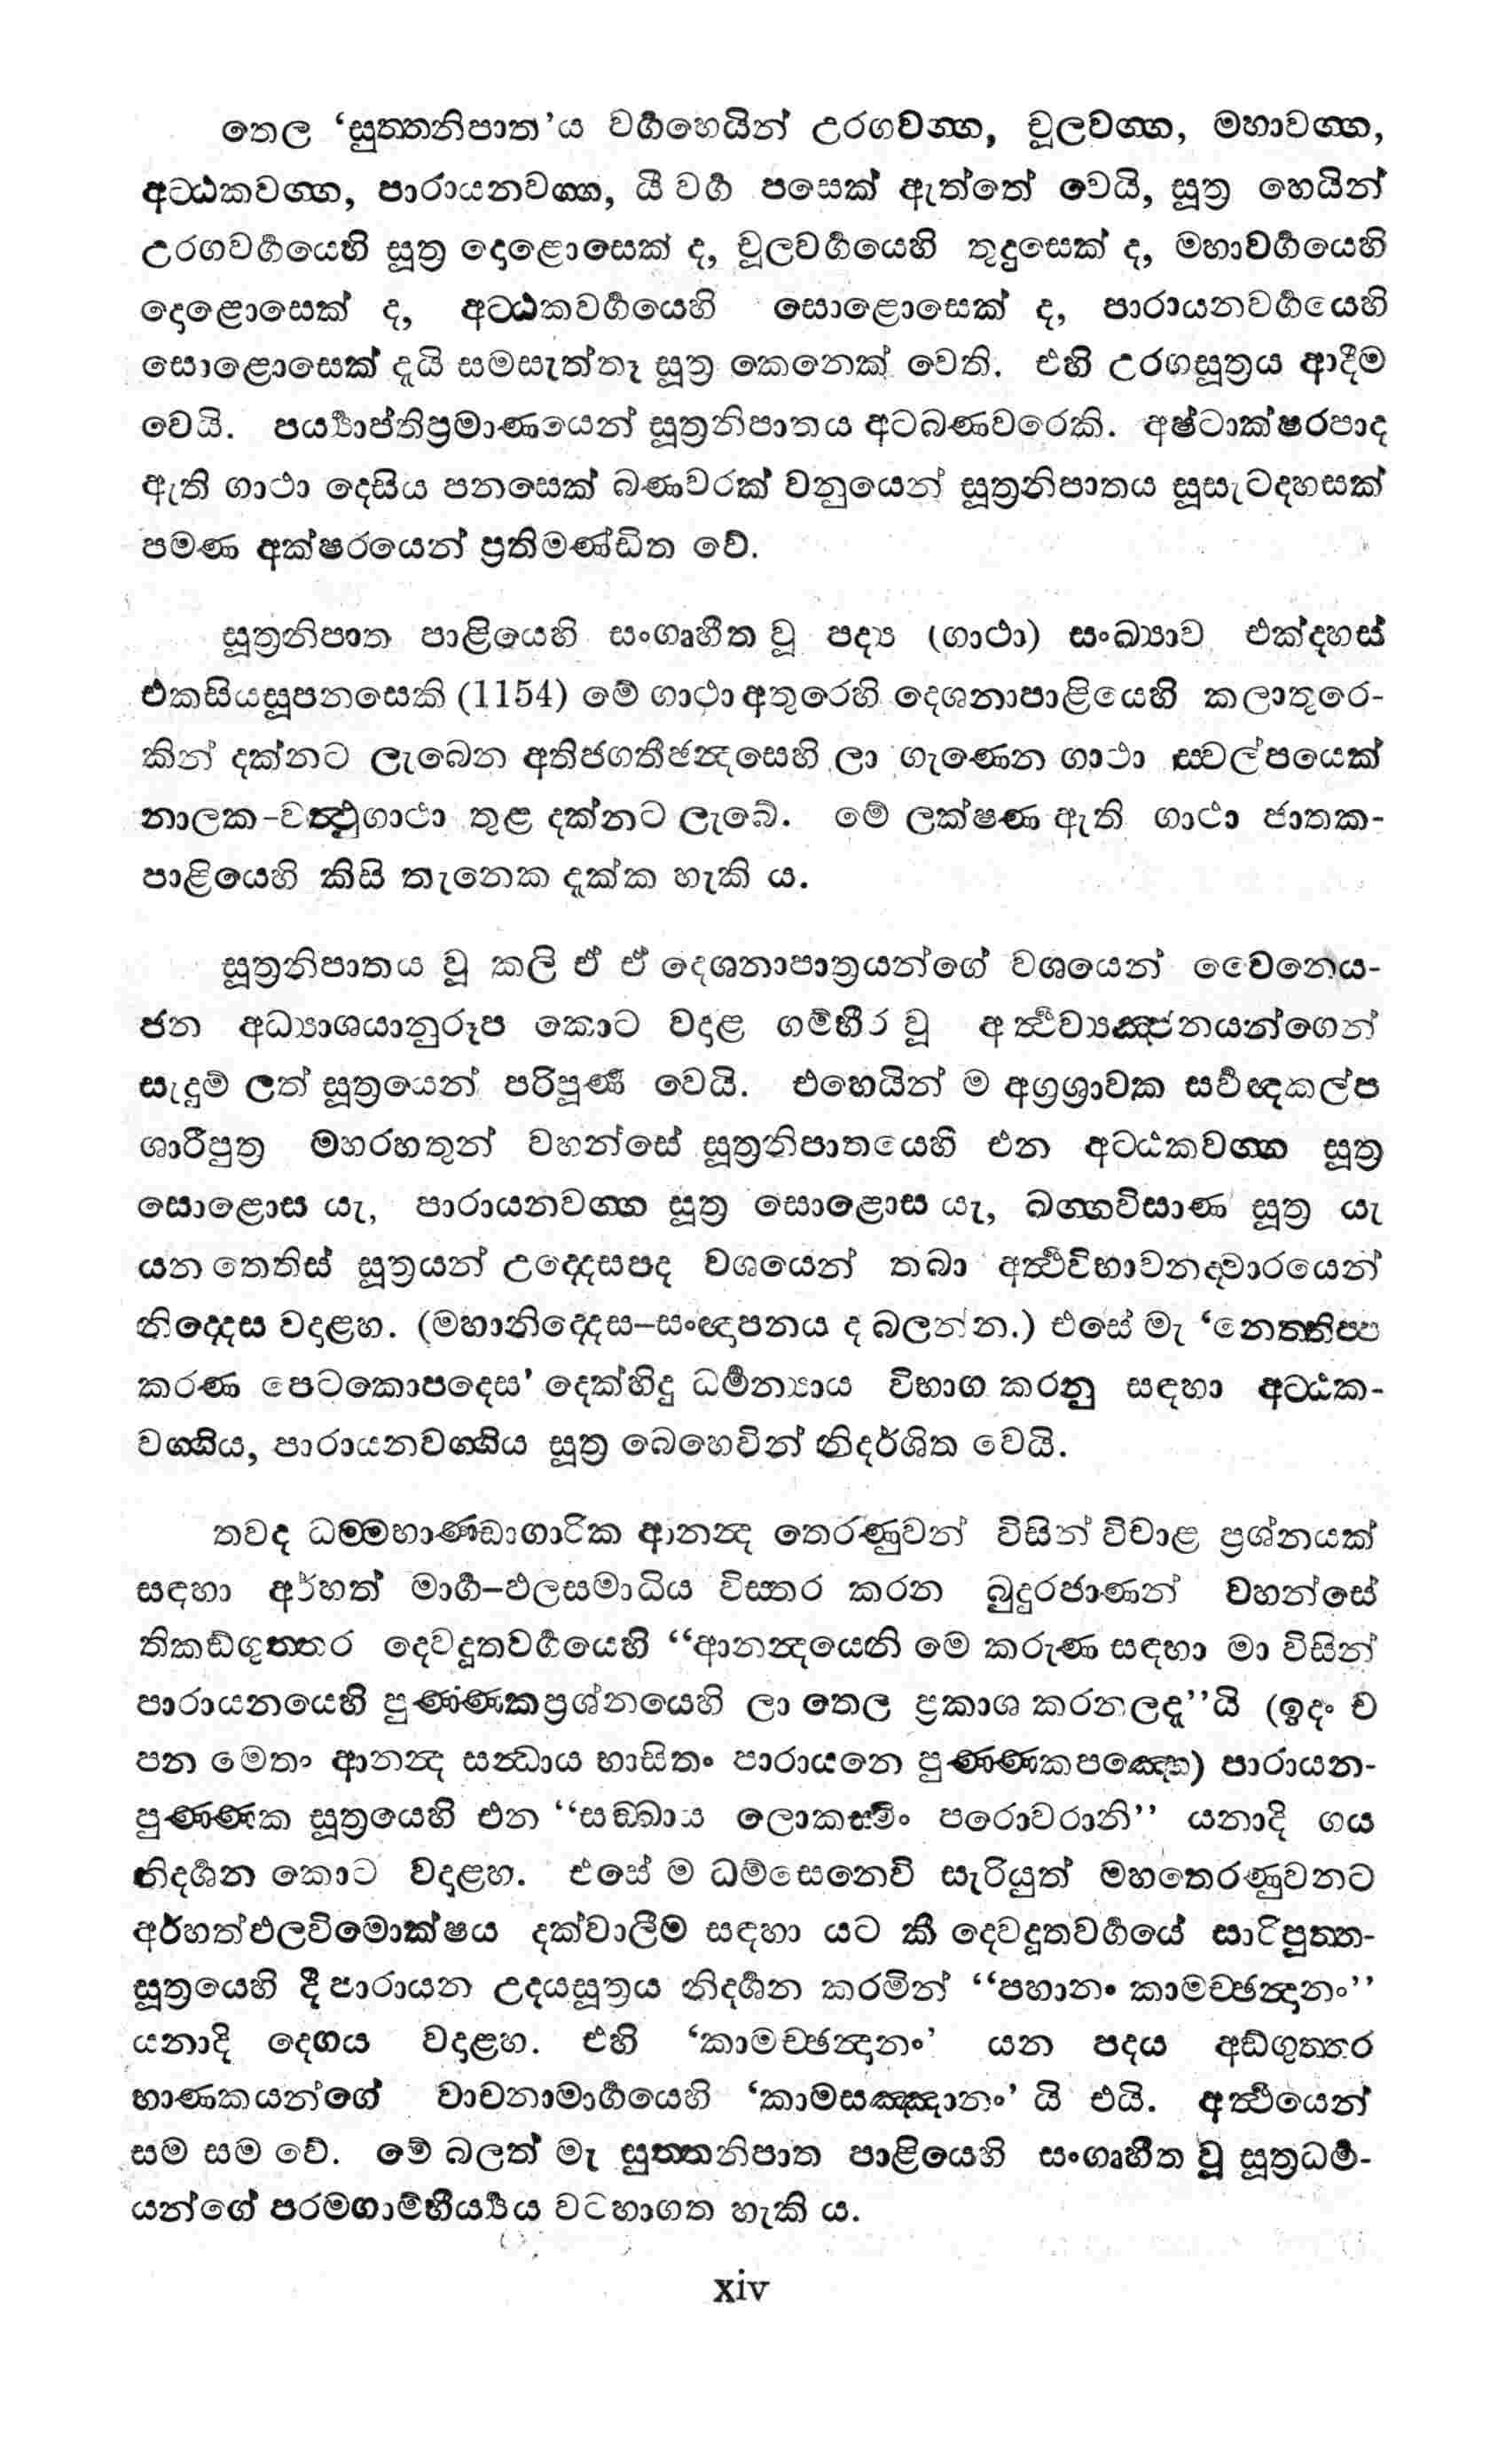 තෙල ‘සුත්තනිපාත’ය වර්ගහෙයින් උරගවග්ග, චූලවග්ග, මහාවග්ග,
අට්ඨකවග්ග, පාරායනවග්ග, යී වර්ග පසෙක් ඇත්තේ වෙයි, සූත්‍ර හෙයින්
උරගවර්ගයෙහි සූත්‍ර දෙළොසෙක් ද, චූලවර්ගයෙහි තුදුසෙක් ද, මහාවර්ගයෙහි
දෙළොසෙක් ද, අට්ඨකවර්ගයෙහි සොළොසෙක් ද, පාරායනවර්ගයෙහි
සොළොසෙක් දැයි සමසැත්තෑ සූත්‍ර කෙනෙක් වෙති. එහි උරගසූත්‍රය ආදීම
වෙයි. පර්‍ය්‍යාප්තිප්‍රමාණයෙන් සූත්‍රනිපාතය අටබණවරෙකි. අෂ්ටාක්ෂරපාද
ඇති ගාථා දෙසිය පනසෙක් බණවරක් වනුයෙන් සූත්‍රනිපාතය සූසැටදහසක්
පමණ අක්ෂරයෙන් ප්‍රතිමණ්ඩිත වේ.
සූත්‍රනිපාත පාළියෙහි සංගෘහීත වූ පද්‍ය (ගාථා) සංඛ්‍යාව එක්දහස්
එකසියසූපනසෙකි (1154) මේ ගාථා අතුරෙහි දෙශනාපාළියෙහි කලාතුරෙ-
කින් දක්නට ලැබෙන අතිජගතීඡන්‍දසෙහි ලා ගැණෙන ගාථා ස්වල්පයෙක්
නාලක-වත්‍ථුගාථා තුළ දක්නට ලැබේ. මේ ලක්ෂණ ඇති ගාථා ජාතක-
පාළියෙහි කිසි තැනෙක දැක්ක හැකි ය.
සූත්‍රනිපාතය වූ කලි ඒ ඒ දෙශනාපාත්‍රයන්ගේ වශයෙන් වෛනෙය-
ජන අධ්‍යාශයානුරූප කොට වදාළ ගම්භීර වූ අර්‍ත්‍ථව්‍යඤ්ජනයන්ගෙන්
සැදුම් ලත් සූත්‍රයෙන් පරිපූර්ණ වෙයි. එහෙයින් ම අග්‍රශ්‍රාවක සර්වඥකල්ප
ශාරීපුත්‍ර මහරහතුන් වහන්සේ සූත්‍රනිපාතයෙහි එන අට්ඨකවග්ග සූත්‍ර
සොළොස යැ, පාරායනවග්ග සූත්‍ර සොළොස යැ, ඛග්ගවිසාණ සූත්‍ර යැ
යන තෙතිස් සූත්‍රයන් උද්දෙසපද වශයෙන් තබා අර්‍ත්‍ථවිභාවනද්වාරයෙන්
නිද්දෙස වදාළහ. (මහානිද්දෙස–සංඥාපනය ද බලන්න.) එසේ මැ ‘නෙත්තිප්ප
කරණ පෙටකොපදෙස’ දෙක්හිදු ධර්මන්‍යාය විභාග කරනු සඳහා අට්ඨක-
වග්ගිය, පාරායනවග්ගිය සූත්‍ර බෙහෙවින් නිදර්ශිත වෙයි.
තවද ධම්මභාණ්ඩාගාරික ආනන්‍ද තෙරණුවන් විසින් විචාළ ප්‍රශ්නයක්
සඳහා අර්හත් මාර්ග–ඵලසමාධිය විස්තර කරන බුදුරජාණන් වහන්සේ
තිකඞ්ගුත්තර දෙවදූතවර්ගයෙහි “ආනන්‍දයෙනි මෙ කරුණ සඳහා මා විසින්
පාරායනයෙහි පුණ්ණකප්‍රශ්නයෙහි ලා තෙල ප්‍රකාශ කරනලදැ”යි (ඉදං ච
පන මෙතං ආනන්‍ද සන්‍ධාය භාසිතං පාරායනෙ පුණ්ණකපඤ්හෙ) පාරායන-
පුණ්ණක සූත්‍රයෙහි එන “සඞ්ඛාය ලොකස්මිං පරොවරානි” යනාදි ගය
නිදර්ශන කොට වදාළහ. එසේ ම ධම්සෙනෙවි සැරියුත් මහතෙරණුවනට
අර්හත්ඵලවිමොක්ෂය දක්වාලීම සඳහා යට කී දෙවදූතවර්ගයේ සාරිපුත්ත-
සූත්‍රයෙහි දී පාරායන උදයසූත්‍රය නිදර්ශන කරමින් “පහානං කාමච්ඡන්‍දානං”
යනාදි දෙගය වදාළහ. එහි ‘කාමච්ඡන්‍දානං’ යන පදය අඞ්ගුත්තර
භාණකයන්ගේ වාචනාමාර්ගයෙහි ‘කාමසඤ්ඤානං’ යි එයි. අර්‍ත්‍ථයෙන්
සම සම වේ. මේ බලත් මැ සුත්තනිපාත පාළියෙහි සංගෘහීත වූ සූත්‍රධර්ම-
යන්ගේ පරමගාම්භීර්‍ය්‍යය වටහාගත හැකි ය.
xiv